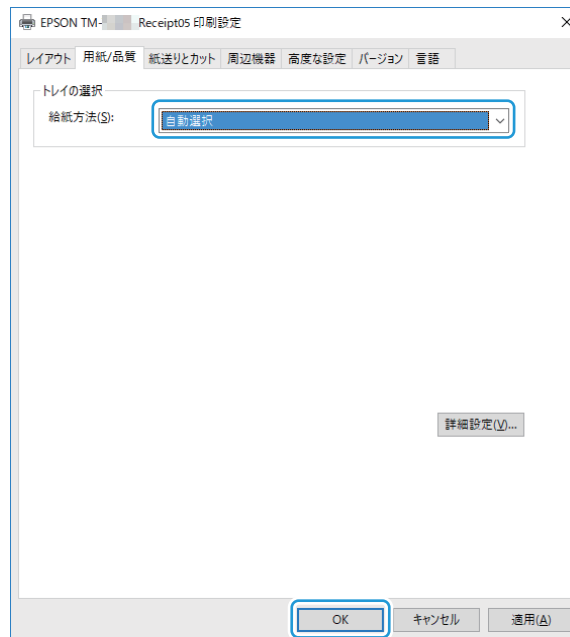 EPSON TM- Receipt05 印刷設定
レイアウト 用紙/品質 紙送りとカット 周辺機器 高度な設定 バージョン 言語
トレイの選択
給紙方法(S): 自動選択
詳細設定(V)...
OK キャンセル 適用(A)